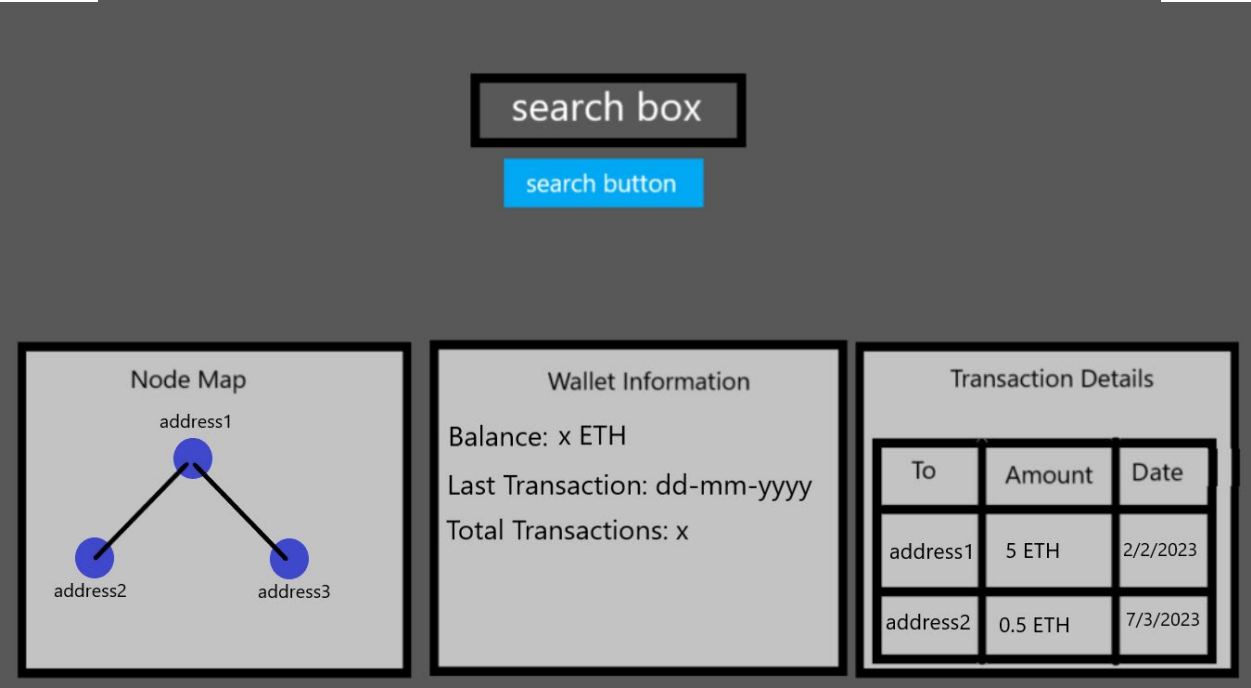 search box
search button
Node Map
address1
address2
address3
Wallet Information
Balance: x ETH
Last Transaction: dd-mm-yyyy
Total Transactions: x
Transaction Details
To Amount Date
address1 5 ETH 2/2/2023
address2 0.5 ETH 7/3/2023